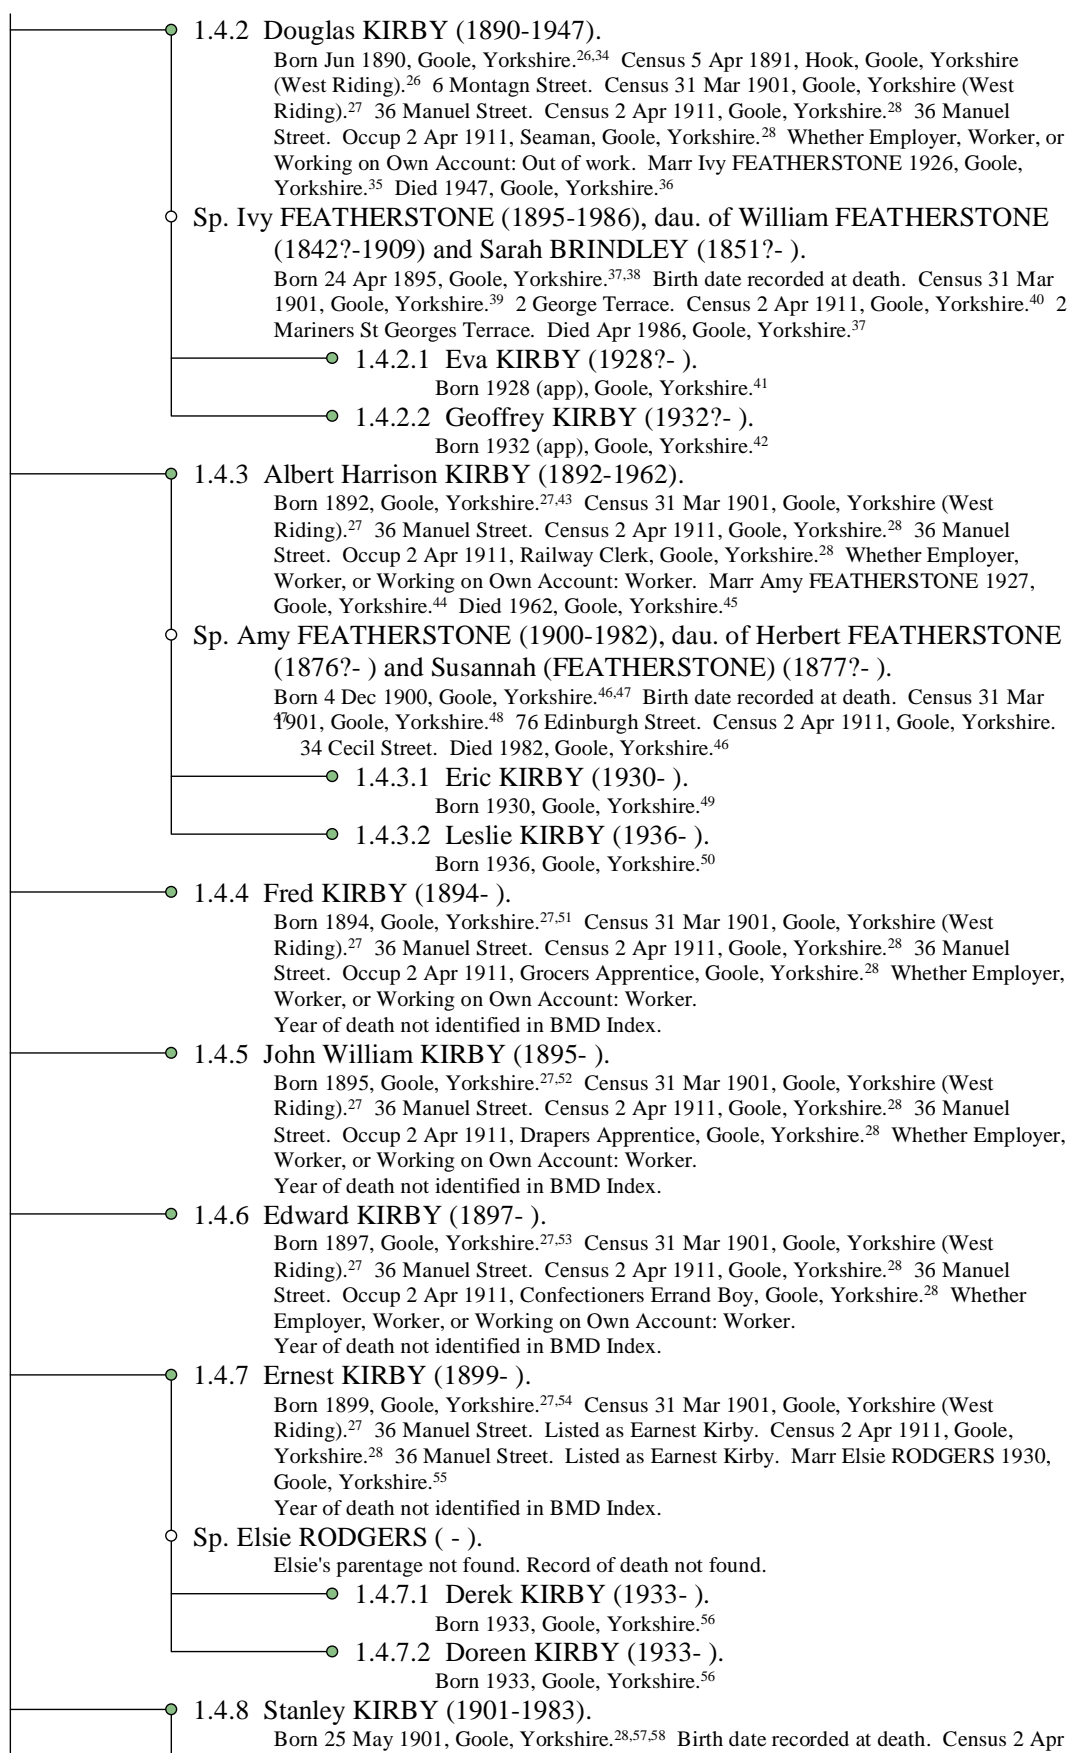 1.4.2 Douglas KIRBY (1890-1947).
Born Jun 1890, Goole, Yorkshire.26,34 Census 5 Apr 1891, Hook, Goole, Yorkshire
(West Riding).26 6 Montagn Street. Census 31 Mar 1901, Goole, Yorkshire (West
Riding).27 36 Manuel Street. Census 2 Apr 1911, Goole, Yorkshire.28 36 Manuel
Street. Occup 2 Apr 1911, Seaman, Goole, Yorkshire.28 Whether Employer, Worker, or
Working on Own Account: Out of work. Marr Ivy FEATHERSTONE 1926, Goole,
Yorkshire.35 Died 1947, Goole, Yorkshire.36
Sp. Ivy FEATHERSTONE (1895-1986), dau. of William FEATHERSTONE
(1842?-1909) and Sarah BRINDLEY (1851?- ).
Born 24 Apr 1895, Goole, Yorkshire.37,38 Birth date recorded at death. Census 31 Mar
1901, Goole, Yorkshire.39 2 George Terrace. Census 2 Apr 1911, Goole, Yorkshire.40 2
Mariners St Georges Terrace. Died Apr 1986, Goole, Yorkshire.37
1.4.2.1 Eva KIRBY (1928?- ).
Born 1928 (app), Goole, Yorkshire.41
1.4.2.2 Geoffrey KIRBY (1932?- ).
Born 1932 (app), Goole, Yorkshire.42
1.4.3 Albert Harrison KIRBY (1892-1962).
Born 1892, Goole, Yorkshire.27,43 Census 31 Mar 1901, Goole, Yorkshire (West
Riding).27 36 Manuel Street. Census 2 Apr 1911, Goole, Yorkshire.28 36 Manuel
Street. Occup 2 Apr 1911, Railway Clerk, Goole, Yorkshire.28 Whether Employer,
Worker, or Working on Own Account: Worker. Marr Amy FEATHERSTONE 1927,
Goole, Yorkshire.44 Died 1962, Goole, Yorkshire.45
Sp. Amy FEATHERSTONE (1900-1982), dau. of Herbert FEATHERSTONE
(1876?- ) and Susannah (FEATHERSTONE) (1877?- ).
Born 4 Dec 1900, Goole, Yorkshire.46,47 Birth date recorded at death. Census 31 Mar
1901, Goole, Yorkshire.48 76 Edinburgh Street. Census 2 Apr 1911, Goole, Yorkshire.
47 34 Cecil Street. Died 1982, Goole, Yorkshire.46
1.4.3.1 Eric KIRBY (1930- ).
Born 1930, Goole, Yorkshire.49
1.4.3.2 Leslie KIRBY (1936- ).
Born 1936, Goole, Yorkshire.50
1.4.4 Fred KIRBY (1894- ).
Born 1894, Goole, Yorkshire.27,51 Census 31 Mar 1901, Goole, Yorkshire (West
Riding).27 36 Manuel Street. Census 2 Apr 1911, Goole, Yorkshire.28 36 Manuel
Street. Occup 2 Apr 1911, Grocers Apprentice, Goole, Yorkshire.28 Whether Employer,
Worker, or Working on Own Account: Worker.
Year of death not identified in BMD Index.
1.4.5 John William KIRBY (1895- ).
Born 1895, Goole, Yorkshire.27,52 Census 31 Mar 1901, Goole, Yorkshire (West
Riding).27 36 Manuel Street. Census 2 Apr 1911, Goole, Yorkshire.28 36 Manuel
Street. Occup 2 Apr 1911, Drapers Apprentice, Goole, Yorkshire.28 Whether Employer,
Worker, or Working on Own Account: Worker.
Year of death not identified in BMD Index.
1.4.6 Edward KIRBY (1897- ).
Born 1897, Goole, Yorkshire.27,53 Census 31 Mar 1901, Goole, Yorkshire (West
Riding).27 36 Manuel Street. Census 2 Apr 1911, Goole, Yorkshire.28 36 Manuel
Street. Occup 2 Apr 1911, Confectioners Errand Boy, Goole, Yorkshire.28 Whether
Employer, Worker, or Working on Own Account: Worker.
Year of death not identified in BMD Index.
1.4.7 Ernest KIRBY (1899- ).
Born 1899, Goole, Yorkshire.27,54 Census 31 Mar 1901, Goole, Yorkshire (West
Riding).27 36 Manuel Street. Listed as Earnest Kirby. Census 2 Apr 1911, Goole,
Yorkshire.28 36 Manuel Street. Listed as Earnest Kirby. Marr Elsie RODGERS 1930,
Goole, Yorkshire.55
Year of death not identified in BMD Index.
Sp. Elsie RODGERS ( - ).
Elsie's parentage not found. Record of death not found.
1.4.7.1 Derek KIRBY (1933- ).
Born 1933, Goole, Yorkshire.56
1.4.7.2 Doreen KIRBY (1933- ).
Born 1933, Goole, Yorkshire.56
1.4.8 Stanley KIRBY (1901-1983).
Born 25 May 1901, Goole, Yorkshire.28,57,58 Birth date recorded at death. Census 2 Apr